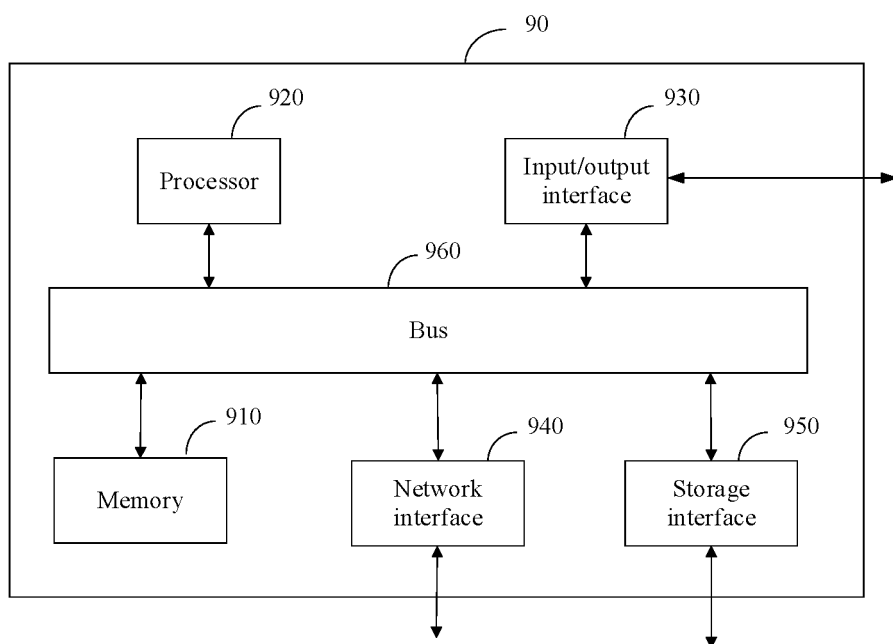 90
920
930
Processor
Input/output
interface
960
Bus
910
940
950
Memory
Network
interface
Storage
interface